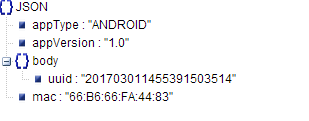 {} JSON
appType : "ANDROID"
appVersion : "1.0"
{} body
uuid : "201703011455391503514"
mac : "66:B6:66:FA:44:83"